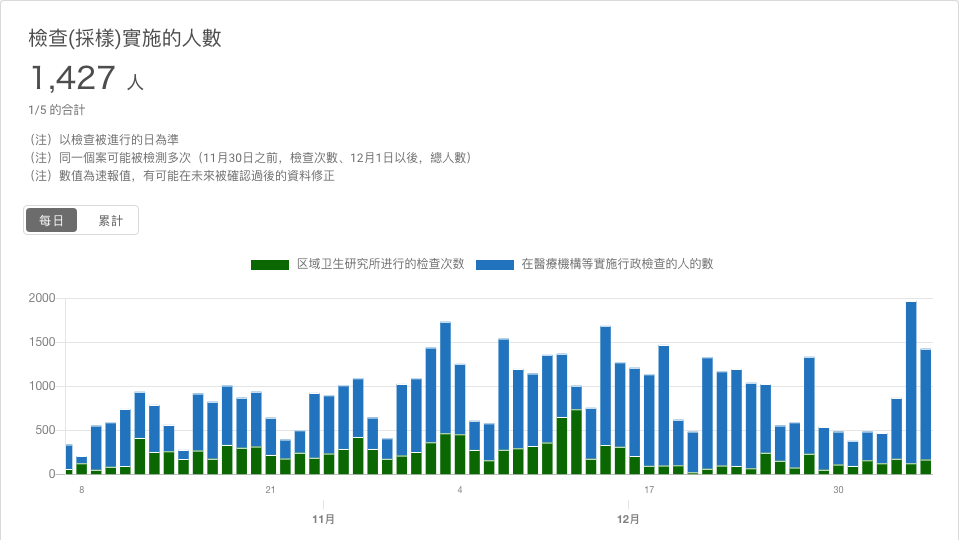 檢查(採樣)實施的人數
1,427 人
1/5 的合計
（注）以檢查被進行的日為準
（注）同一個案可能被檢測多次（11月30日之前，檢查次數、12月1日以後，總人數）
（注）數值為速報值，有可能在未來被確認過後的資料修正
每日 累計
区域卫生研究所进行的检查次数 在醫療機構等實施行政檢查的人的數
2000
1500
1000
500
0
8 21 4 17 30
11月 12月